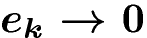 e_k → 0